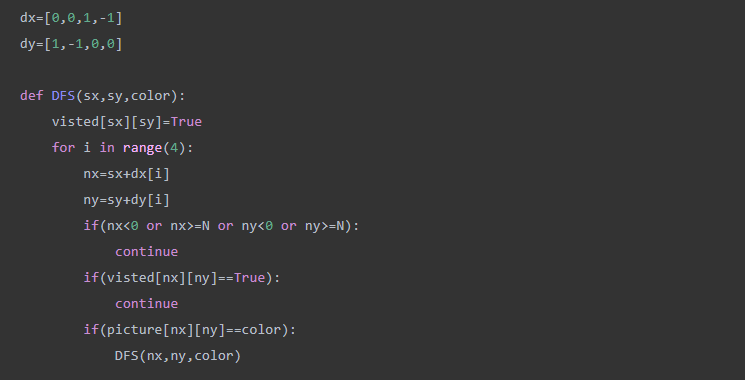 dx=[0,0,1,-1]
dy=[1,-1,0,0]
def DFS(sx,sy,color):
visted[sx][sy]=True
for i in range(4):
nx=sx+dx[i]
ny=sy+dy[i]
if(nx<0 or nx>=N or ny<0 or ny>=N):
continue
if(visted[nx][ny]==True):
continue
if(picture[nx][ny]==color):
DFS(nx,ny,color)